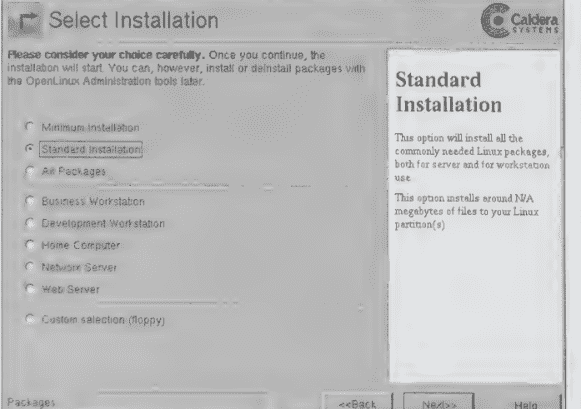 Select Installation
Caldera
SYSTEMS
Please consider your choice carefully. Once you continue, the
installation will start. You can, however, install or deinstall packages with
the OpenLinux Administration tools later.
Minimum Installation
Standard Installation
All Packages
Business Workstation
Development Workstation
Home Computer
Network Server
Web Server
Custom selection (floppy)
Standard
Installation
This option will install all the
commonly needed Linux packages,
both for server and for workstation
use
This option installs around N/A
megabytes of files to your Linux
partition(s)
Packages
<<Back
Next>>
Help